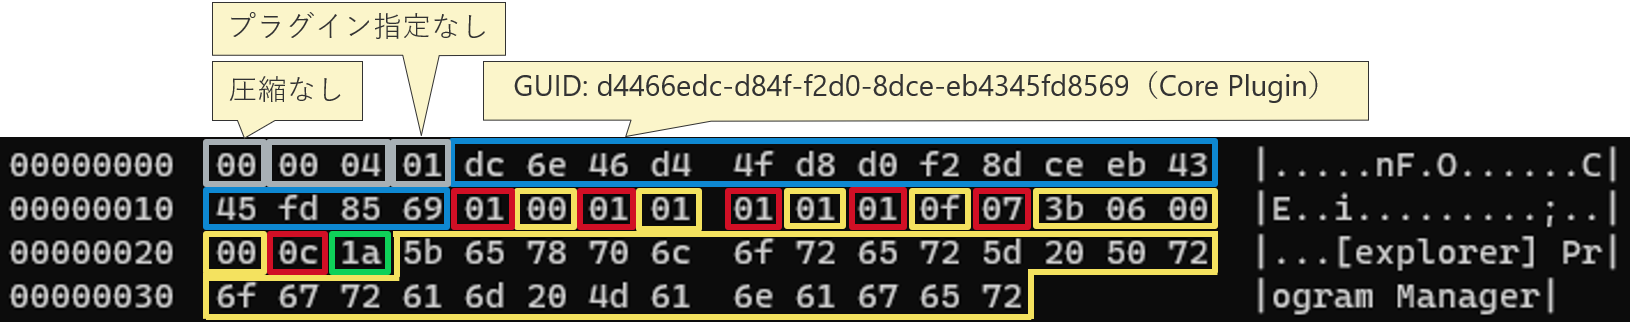 プラグイン指定なし
圧縮なし
GUID: d4466edc-d84f-f2d0-8dce-eb4345fd8569（Core Plugin）
00000000 00 00 04 01 dc 6e 46 d4 4f d8 d0 f2 8d ce eb 43 |.....nF.O......C|
00000010 45 fd 85 69 01 00 01 01 01 01 01 0f 07 3b 06 00 |E..i.........;..|
00000020 00 0c 1a 5b 65 78 70 6c 6f 72 65 72 5d 20 50 72 |...[explorer] Pr|
00000030 6f 67 72 61 6d 20 4d 61 6e 61 67 65 72 |ogram Manager|